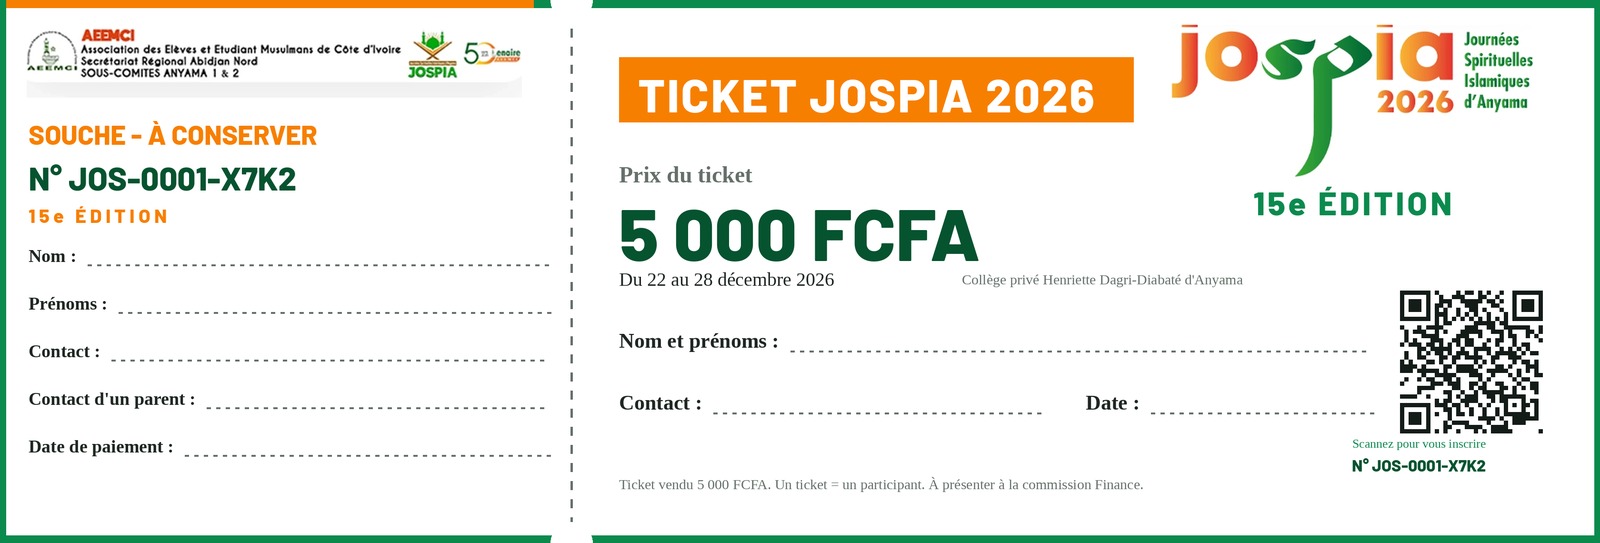 AEEMCI
Association des Elèves et Etudiant Musulmans de Côte d'Ivoire
Secrétariat Régional Abidjan Nord
SOUS-COMITES ANYAMA 1 & 2
AEEMCI
JOSPIA
SOUCHE - À CONSERVER
N° JOS-0001-X7K2
15e ÉDITION
Nom :
Prénoms :
Contact :
Contact d'un parent :
Date de paiement :
TICKET JOSPIA 2026
jospia
2026
Journées
Spirituelles
Islamiques
d'Anyama
15e ÉDITION
Prix du ticket
5 000 FCFA
Du 22 au 28 décembre 2026
Collège privé Henriette Dagri-Diabaté d'Anyama
Nom et prénoms :
Contact :
Date :
Scannez pour vous inscrire
N° JOS-0001-X7K2
Ticket vendu 5 000 FCFA. Un ticket = un participant. À présenter à la commission Finance.